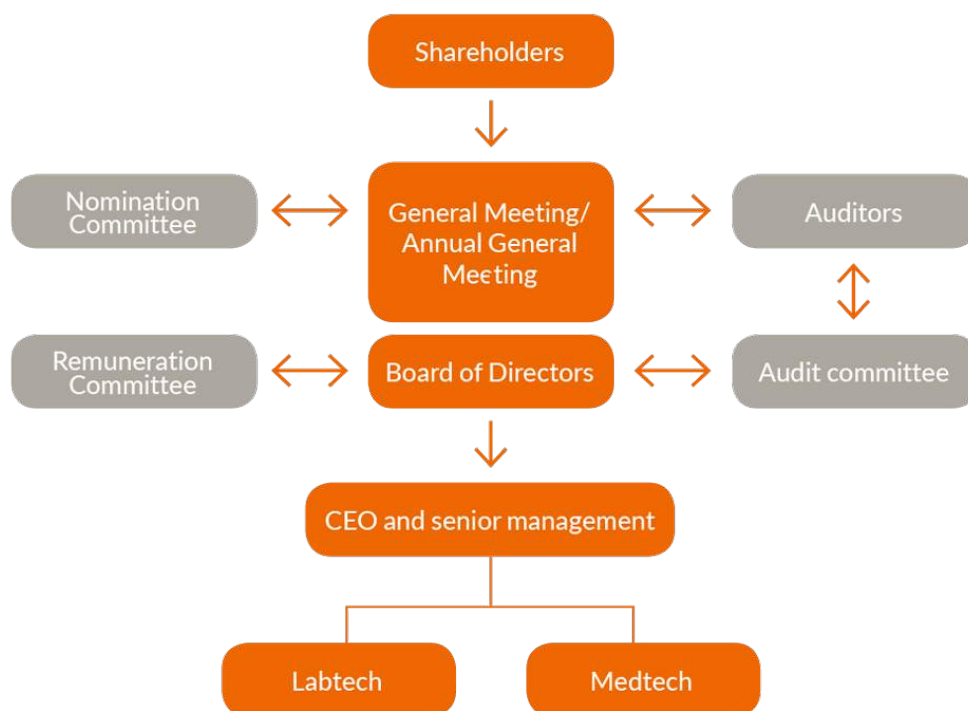 Shareholders
Nomination
Committee
General Meeting/
Annual General
Meeting
Auditors
Remuneration
Committee
Board of Directors
Audit committee
CEO and senior management
Labtech
Medtech